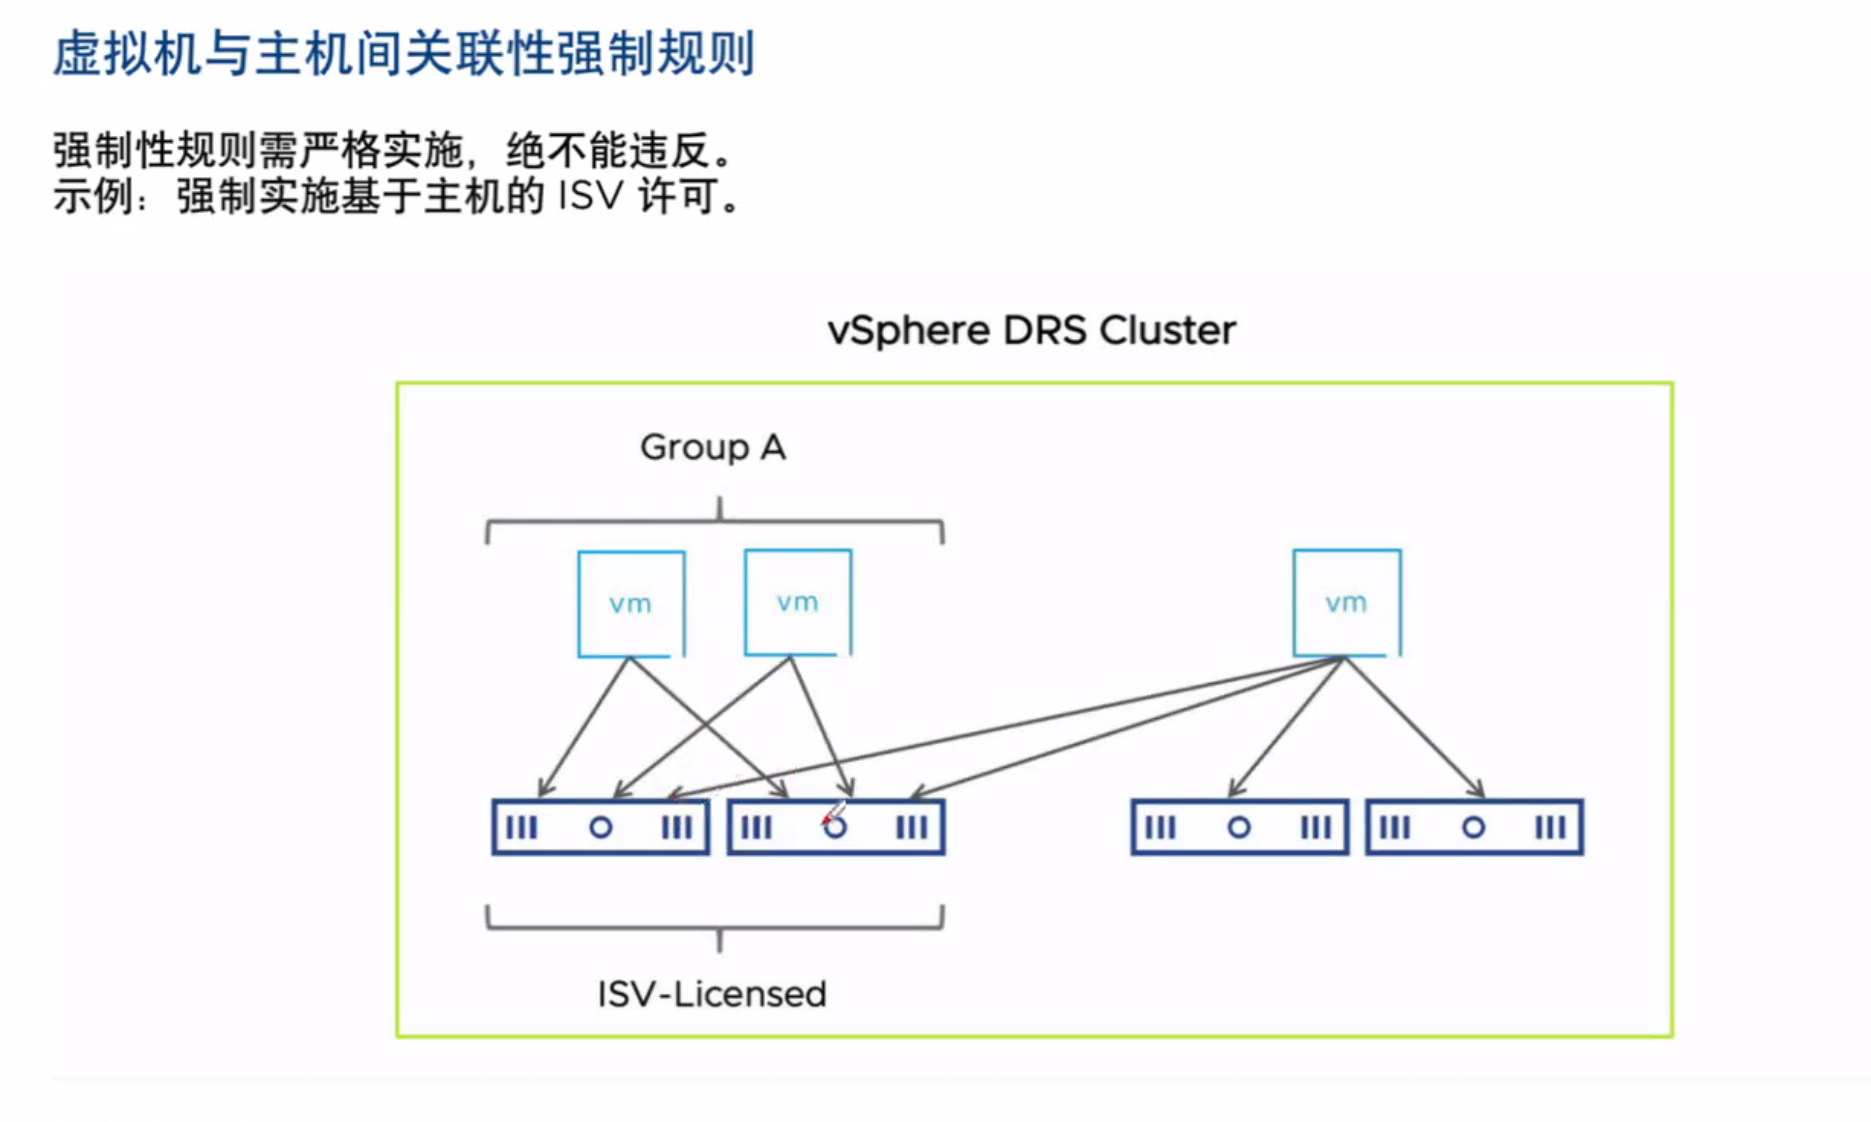 虚拟机与主机间关联性强制规则
强制性规则需严格实施，绝不能违反。
示例：强制实施基于主机的 ISV 许可。
vSphere DRS Cluster
Group A
vm
vm
vm
ISV-Licensed